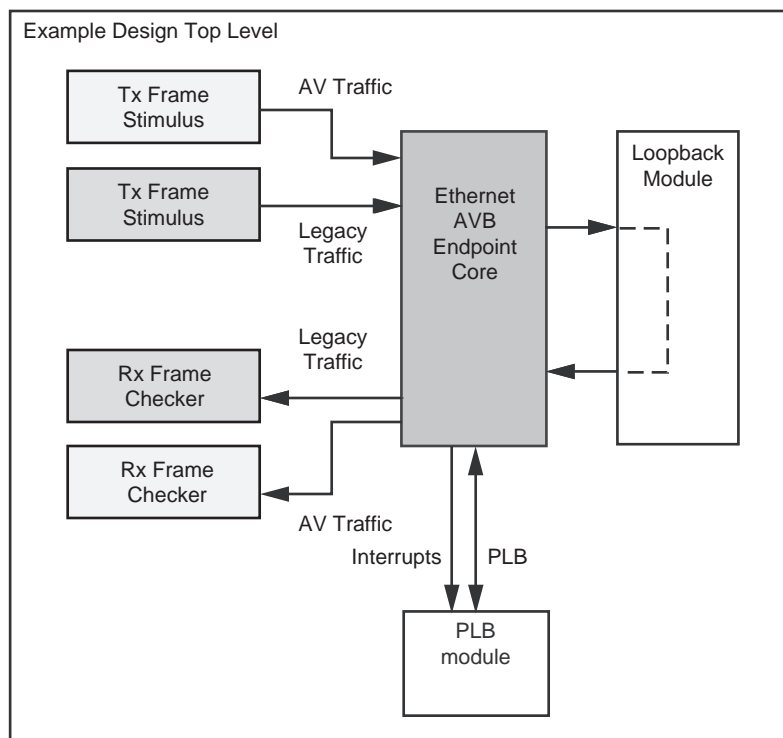 Example Design Top Level
AV Traffic
Tx Frame
Stimulus
Tx Frame
Stimulus
Legacy
Traffic
Ethernet
AVB
Endpoint
Core
Loopback
Module
Legacy
Traffic
Rx Frame
Checker
Rx Frame
Checker
AV Traffic
Interrupts
PLB
PLB
module